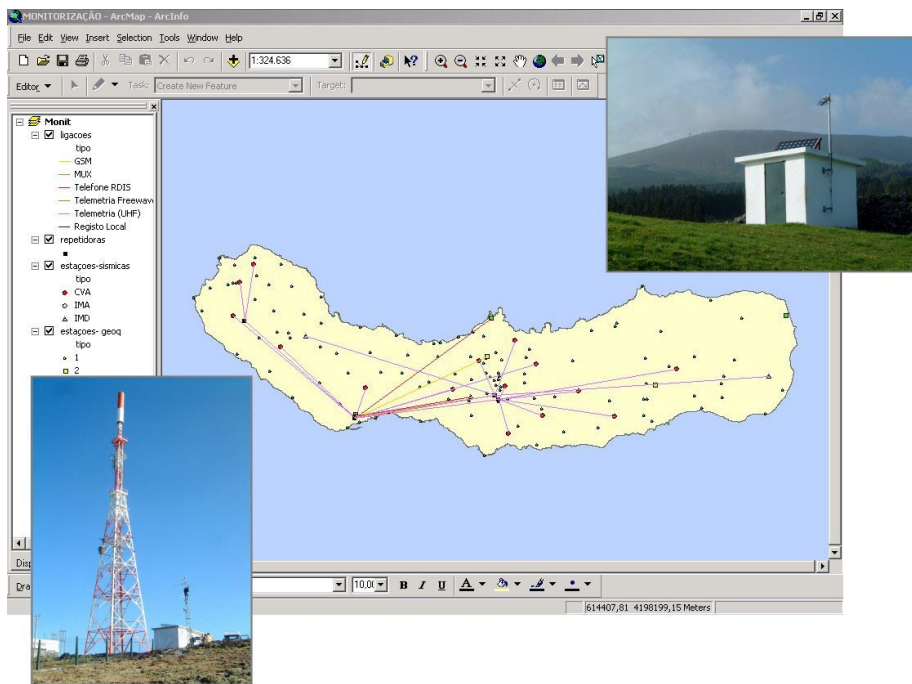 MONITORIZAÇÃO - ArcMap - ArcInfo
File Edit View Insert Selection Tools Window Help
1:324.636
Editor Task: Create New Feature Target:
Monit
ligacoes
tipo
GSM
MUX
Telefone RDIS
Telemetria Freewave
Telemetria (UHF)
Registo Local
repetidoras
estaçoes-sismicas
tipo
CVA
IMA
IMD
estaçoes- geoq
tipo
1
2
Disp
Dra 10,0 B I U A
614407,81 4198199,15 Meters